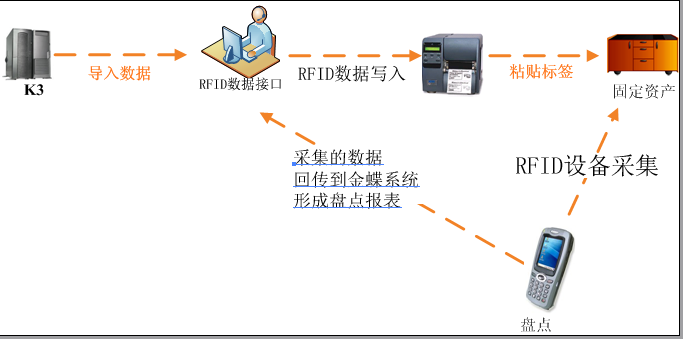 导入数据
K3
RFID数据接口
RFID数据写入
粘贴标签
固定资产
采集的数据
回传到金蝶系统
形成盘点报表
RFID设备采集
盘点